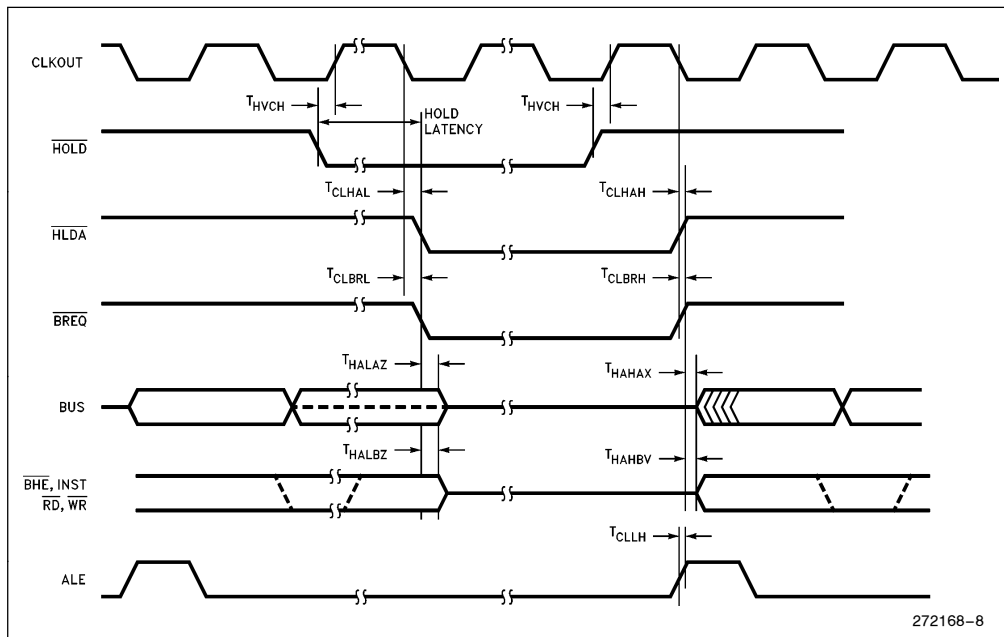 CLKOUT
T_HVCH
HOLD LATENCY
T_HVCH
HOLD
T_CLHAL
T_CLHAH
HLDA
T_CLBRL
T_CLBRH
BREQ
T_HALAZ
T_HAHAX
BUS
T_HALBZ
T_HAHBV
BHE, INST
RD, WR
T_CLLH
ALE
272168-8